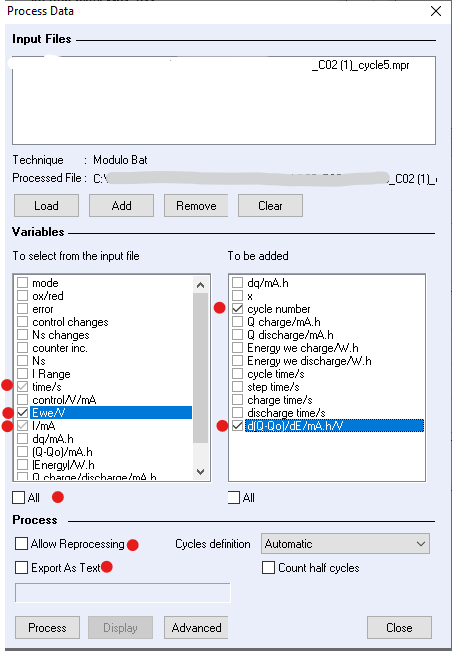 Process Data
Input Files
_C02 (1)_cycle5.mpr
Technique : Modulo Bat
Processed File : C:\ _C02 (1)_
Load Add Remove Clear
Variables
To select from the input file
mode
ox/red
error
control changes
Ns changes
counter inc.
Ns
I Range
time/s
control/V/mA
Ewe/V
I/mA
dq/mA.h
(Q-Qo)/mA.h
|Energy|/W.h
Q charge/discharge/mA.h
All
To be added
dq/mA.h
x
cycle number
Q charge/mA.h
Q discharge/mA.h
Energy we charge/W.h
Energy we discharge/W.h
cycle time/s
step time/s
charge time/s
discharge time/s
d(Q-Qo)/dE/mA.h/V
All
Process
Allow Reprocessing Cycles definition Automatic
Export As Text Count half cycles
Process Display Advanced Close